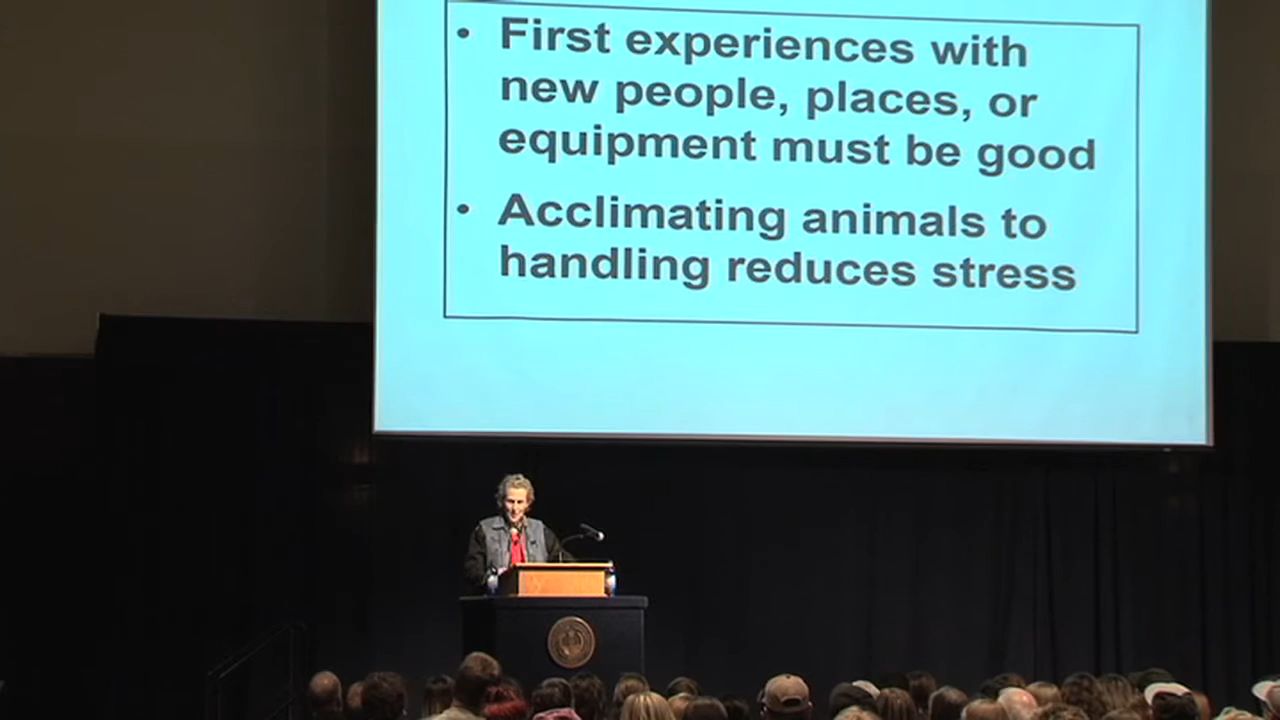 • First experiences with
new people, places, or
equipment must be good
• Acclimating animals to
handling reduces stress